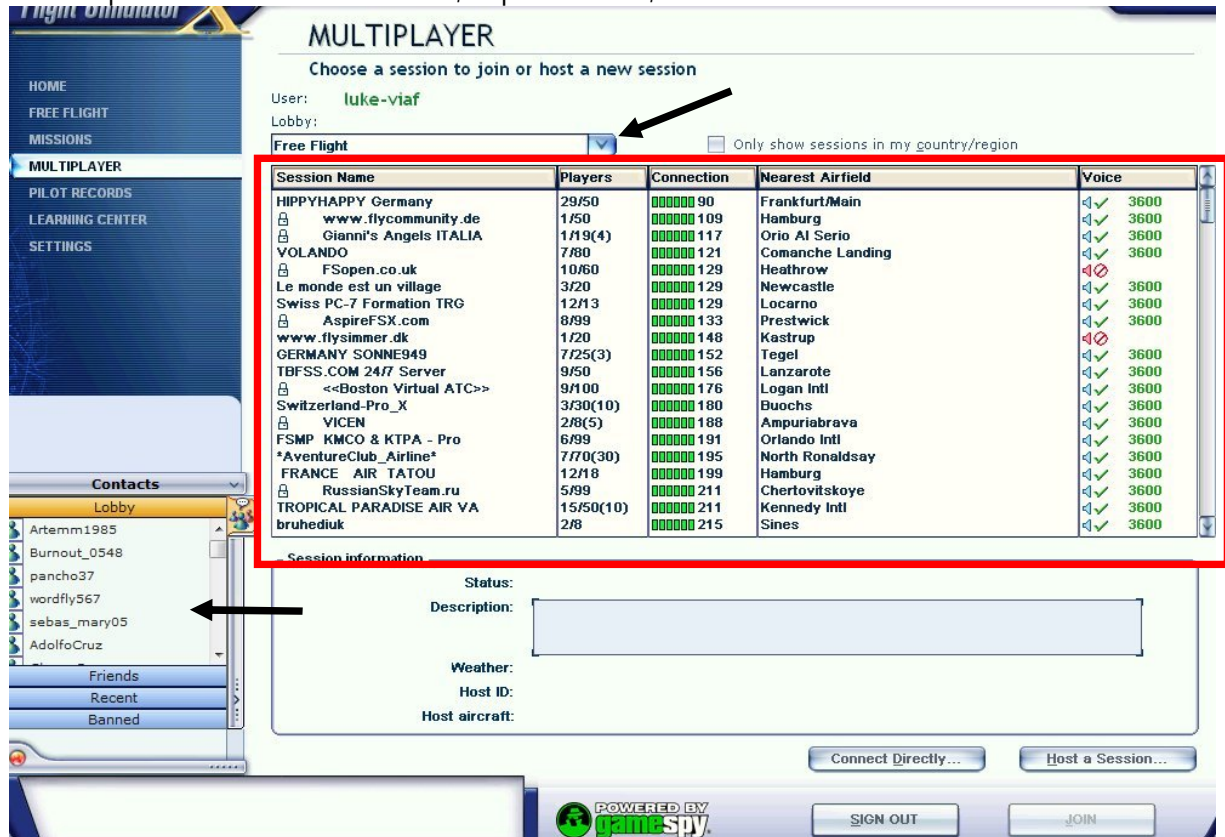 Flight Simulator X
MULTIPLAYER
Choose a session to join or host a new session
HOME
FREE FLIGHT
MISSIONS
MULTIPLAYER
PILOT RECORDS
LEARNING CENTER
SETTINGS
User: luke-viaf
Lobby:
Free Flight
Only show sessions in my country/region
Session Name Players Connection Nearest Airfield Voice
HIPPYHAPPY Germany 29/50 90 Frankfurt/Main 3600
www.flycommunity.de 1/50 109 Hamburg 3600
Gianni's Angels ITALIA 1/19(4) 117 Orio Al Serio 3600
VOLANDO 7/80 121 Comanche Landing 3600
FSopen.co.uk 10/60 129 Heathrow
Le monde est un village 3/20 129 Newcastle 3600
Swiss PC-7 Formation TRG 12/13 129 Locarno 3600
AspireFSX.com 8/99 133 Prestwick 3600
www.flysimmer.dk 1/20 148 Kastrup
GERMANY SONNE949 7/25(3) 152 Tegel 3600
TBFSS.COM 24/7 Server 9/50 156 Lanzarote 3600
<<Boston Virtual ATC>> 9/100 176 Logan Intl 3600
Switzerland-Pro_X 3/30(10) 180 Buochs 3600
VICEN 2/8(5) 188 Ampuriabrava 3600
FSMP KMCO & KTPA - Pro 6/99 191 Orlando Intl 3600
*AventureClub_Airline* 7/70(30) 195 North Ronaldsay 3600
FRANCE AIR TATOU 12/18 199 Hamburg 3600
RussianSkyTeam.ru 5/99 211 Chertovitskoye 3600
TROPICAL PARADISE AIR VA 15/50(10) 211 Kennedy Intl 3600
bruhediuk 2/8 215 Sines 3600
Contacts
Lobby
Artemm1985
Burnout_0548
pancho37
wordfly567
sebas_mary05
AdolfoCruz
Friends
Recent
Banned
Session information
Status:
Description:
Weather:
Host ID:
Host aircraft:
Connect Directly...
Host a Session...
POWERED BY
gamespy.
SIGN OUT
JOIN